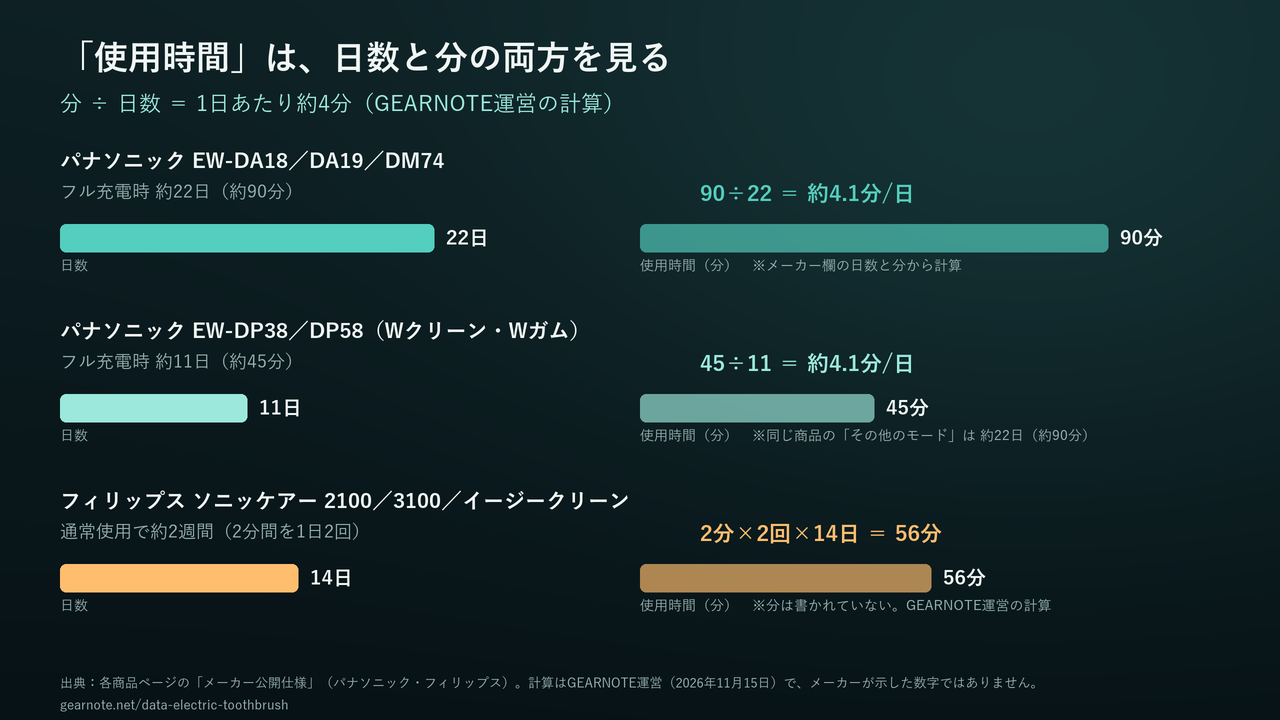 「使用時間」は、日数と分の両方を見る
分 ÷ 日数 ＝ 1日あたり約4分（GEARNOTE運営の計算）
パナソニック EW-DA18／DA19／DM74
フル充電時 約22日（約90分）
90÷22 ＝ 約4.1分/日
22日
90分
日数
使用時間（分）　※メーカー欄の日数と分から計算
パナソニック EW-DP38／DP58（Wクリーン・Wガム）
フル充電時 約11日（約45分）
45÷11 ＝ 約4.1分/日
11日
45分
日数
使用時間（分）　※同じ商品の「その他のモード」は 約22日（約90分）
フィリップス ソニッケアー 2100／3100／イージークリーン
通常使用で約2週間（2分間を1日2回）
2分×2回×14日 ＝ 56分
14日
56分
日数
使用時間（分）　※分は書かれていない。GEARNOTE運営の計算
出典：各商品ページの「メーカー公開仕様」（パナソニック・フィリップス）。計算はGEARNOTE運営（2026年11月15日）で、メーカーが示した数字ではありません。
gearnote.net/data-electric-toothbrush